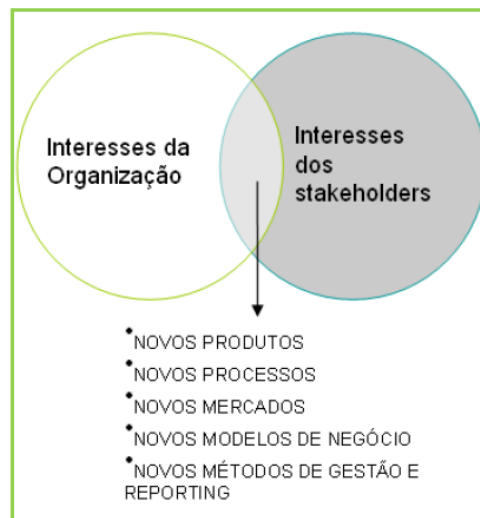 Interesses da
Organização
Interesses
dos
stakeholders
•NOVOS PRODUTOS
•NOVOS PROCESSOS
•NOVOS MERCADOS
•NOVOS MODELOS DE NEGÓCIO
•NOVOS MÉTODOS DE GESTÃO E
REPORTING